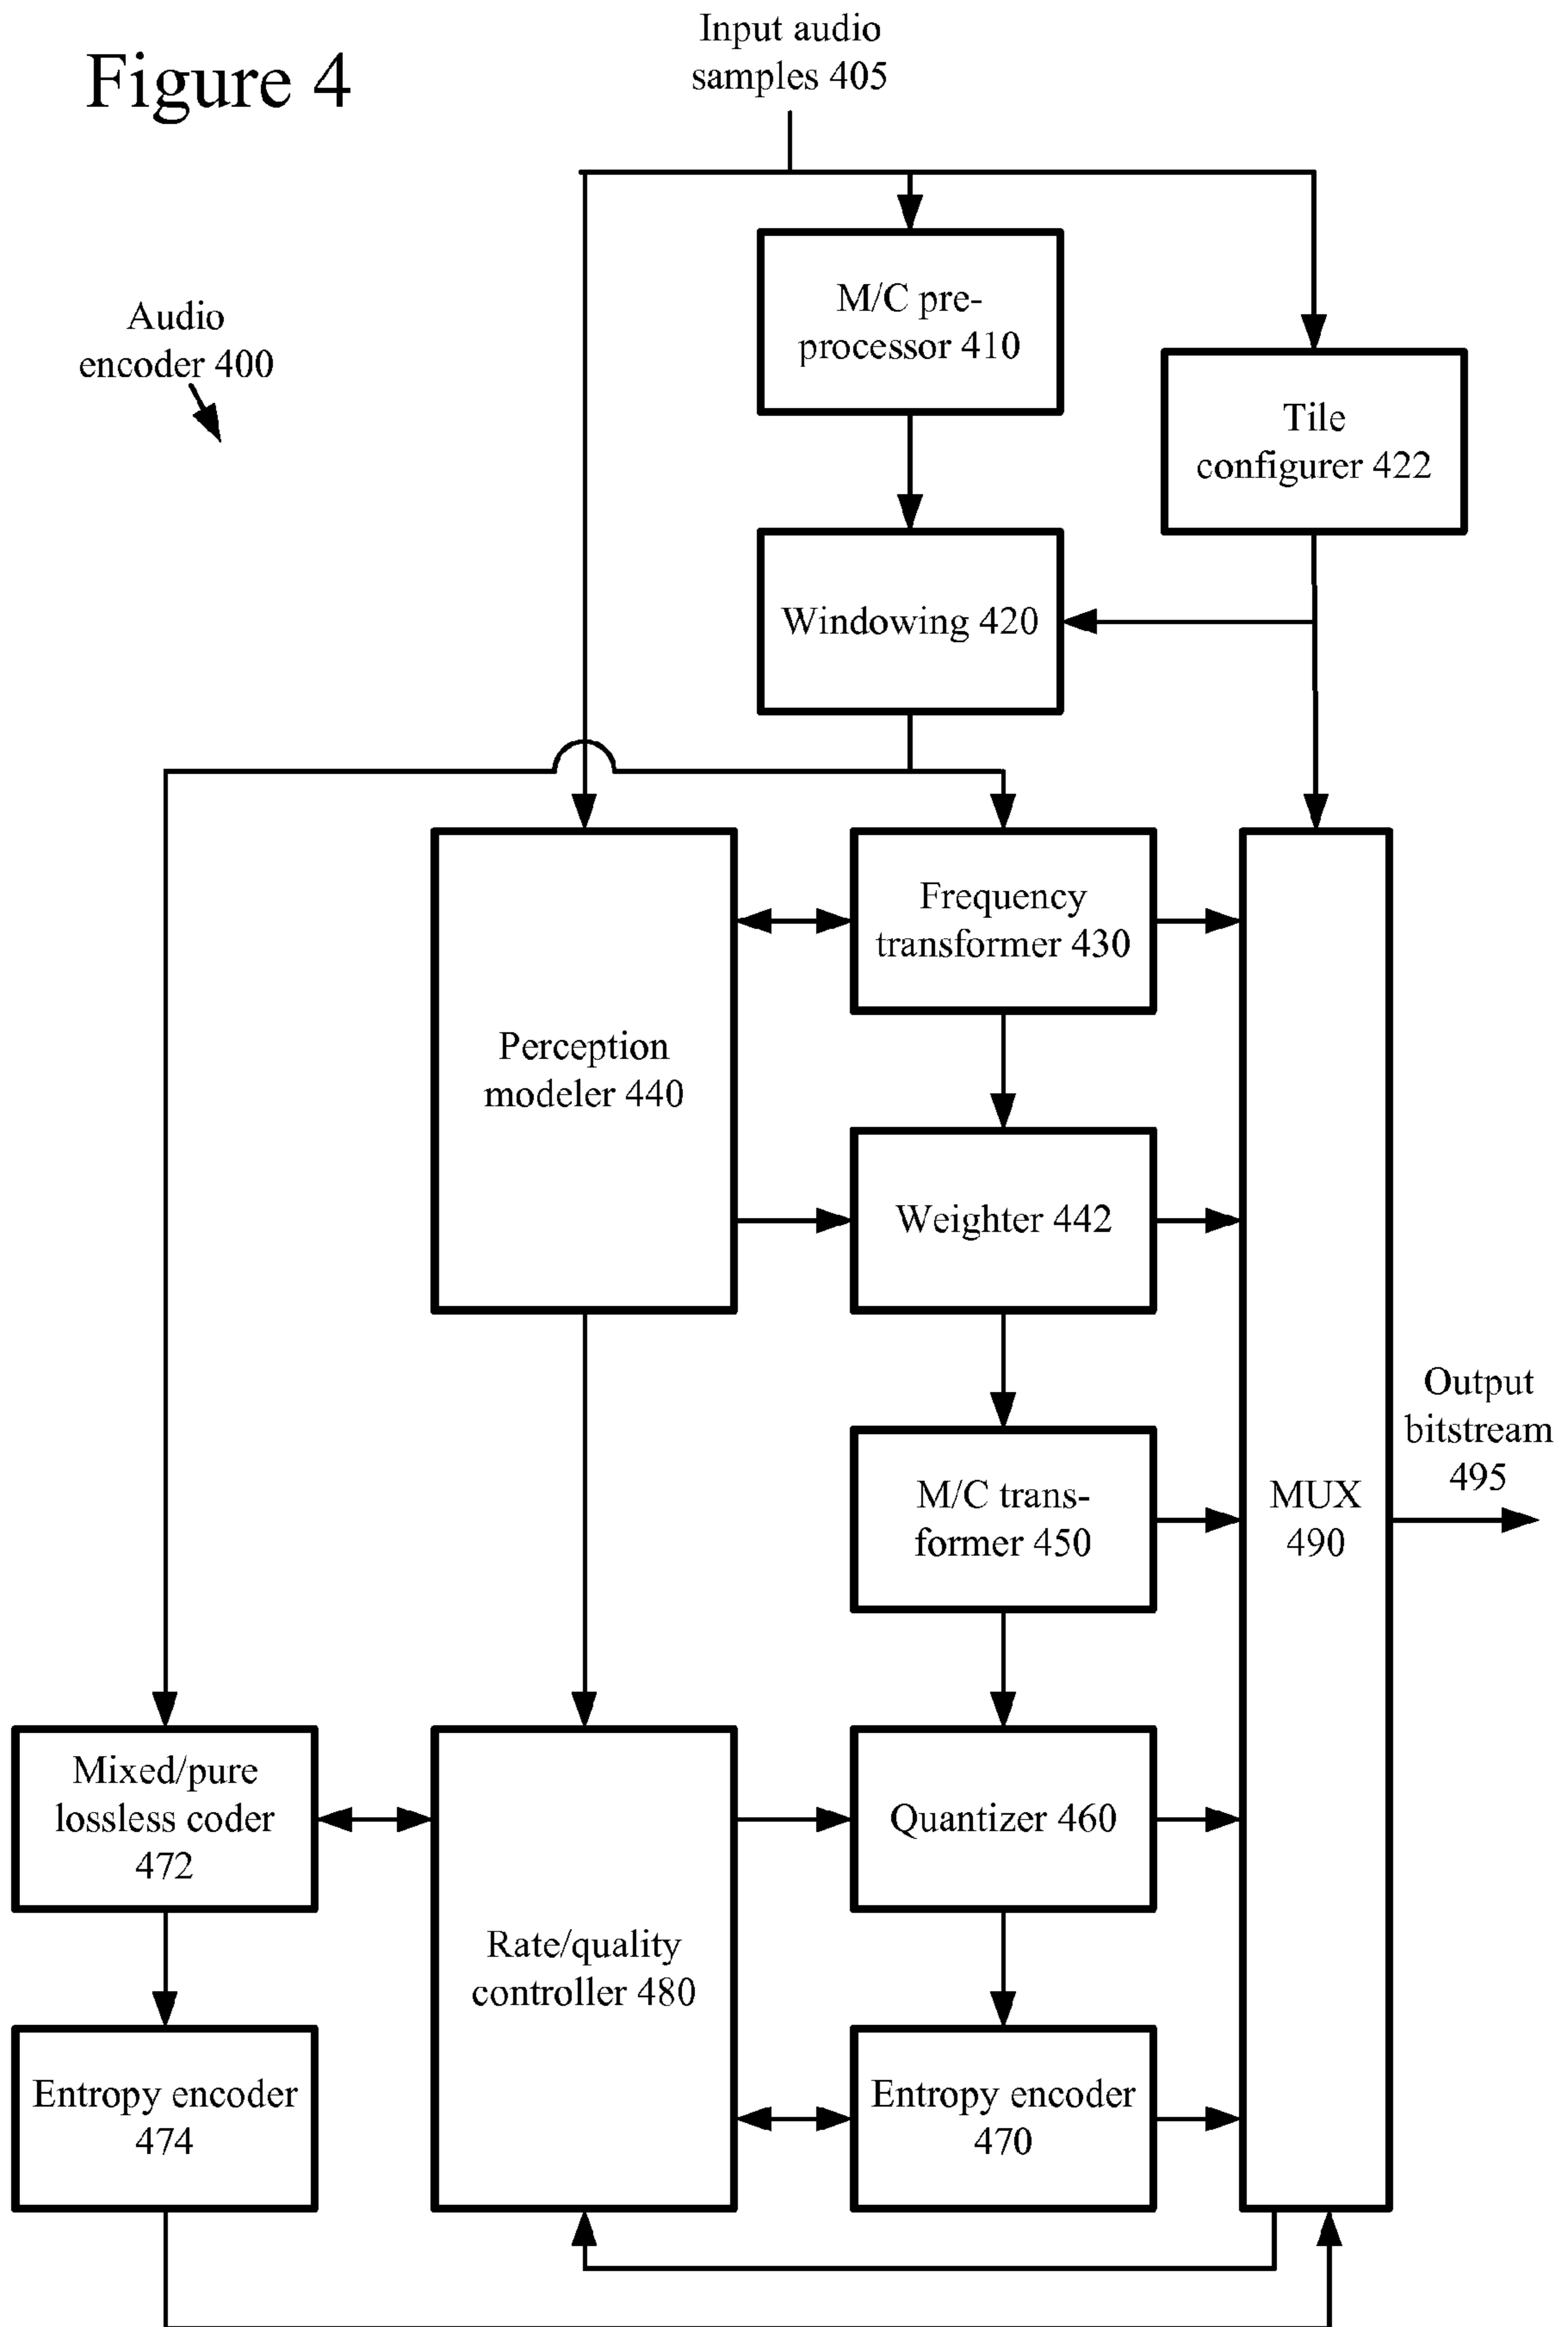 Figure 4
Input audio
samples 405
Audio
encoder 400
M/C pre-
processor 410
Tile
configurer 422
Windowing 420
Perception
modeler 440
Frequency
transformer 430
Weighter 442
M/C trans-
former 450
MUX
490
Output
bitstream
495
Mixed/pure
lossless coder
472
Rate/quality
controller 480
Quantizer 460
Entropy encoder
474
Entropy encoder
470